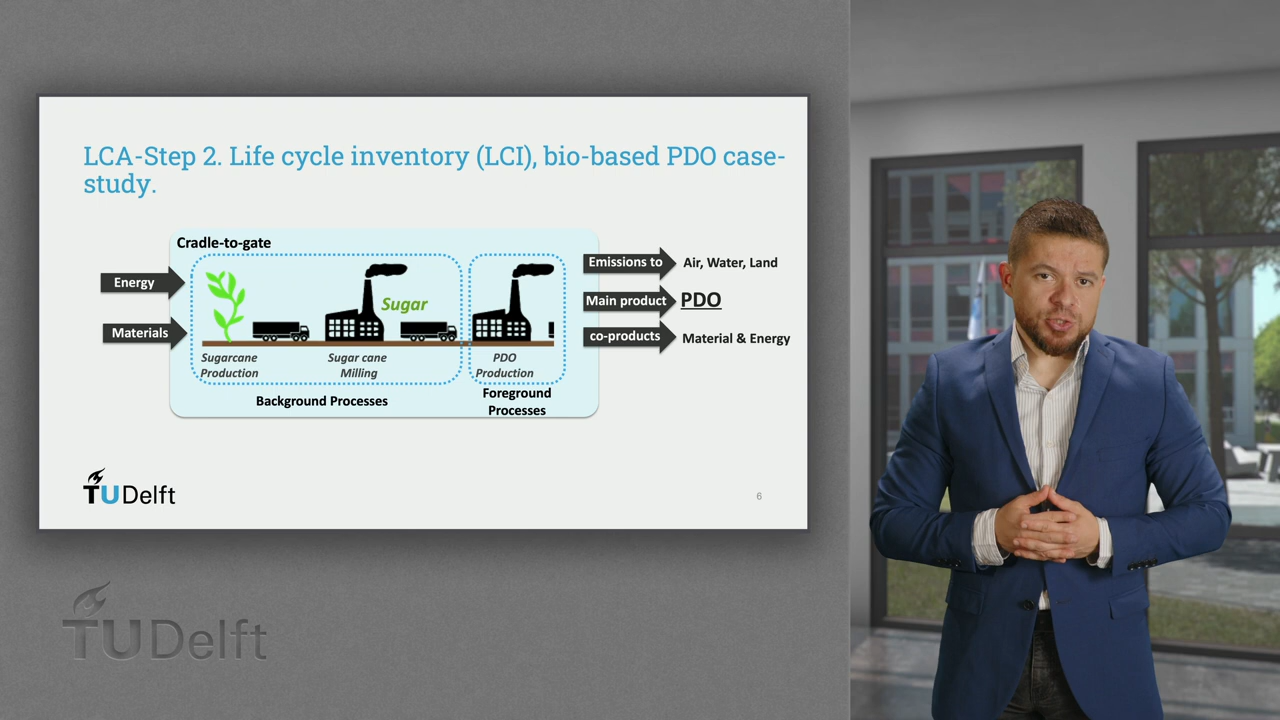 LCA-Step 2. Life cycle inventory (LCI), bio-based PDO case-
study.
Cradle-to-gate
Energy
Materials
Sugar
Sugarcane
Production
Sugar cane
Milling
PDO
Production
Background Processes
Foreground
Processes
Emissions to
Air, Water, Land
Main product
PDO
co-products
Material & Energy
TUDelft
6
TUDelft